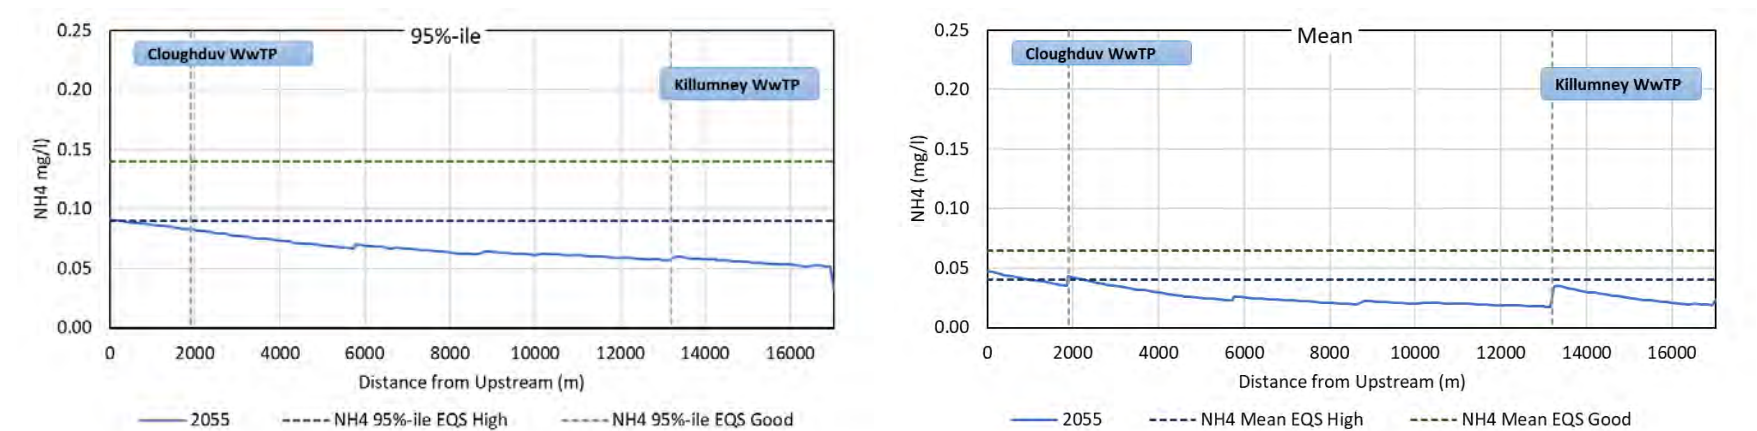 95%-ile
0.25
0.20
0.15
0.10
0.05
0.00
NH4 mg/l)
Cloughduv WwTP
Killumney WwTP
0 2000 4000 6000 8000 10000 12000 14000 16000
Distance from Upstream (m)
2055 NH4 95%-ile EQS High NH4 95%-ile EQS Good
Mean
0.25
0.20
0.15
0.10
0.05
0.00
NH4 (mg/l)
Cloughduv WwTP
Killumney WwTP
0 2000 4000 6000 8000 10000 12000 14000 16000
Distance from Upstream (m)
2055 NH4 Mean EQS High NH4 Mean EQS Good